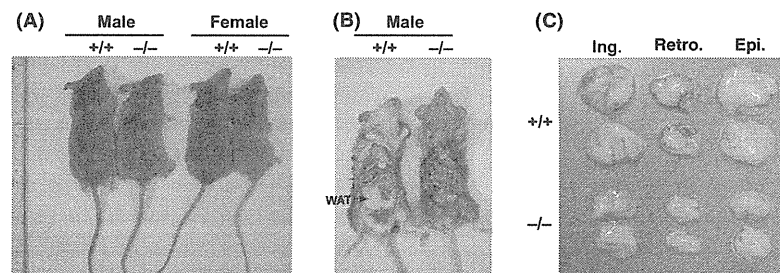 (A)
Male
Female
+/+
–/–
+/+
–/–
(B)
Male
+/+
–/–
WAT
(C)
Ing.
Retro.
Epi.
+/+
–/–